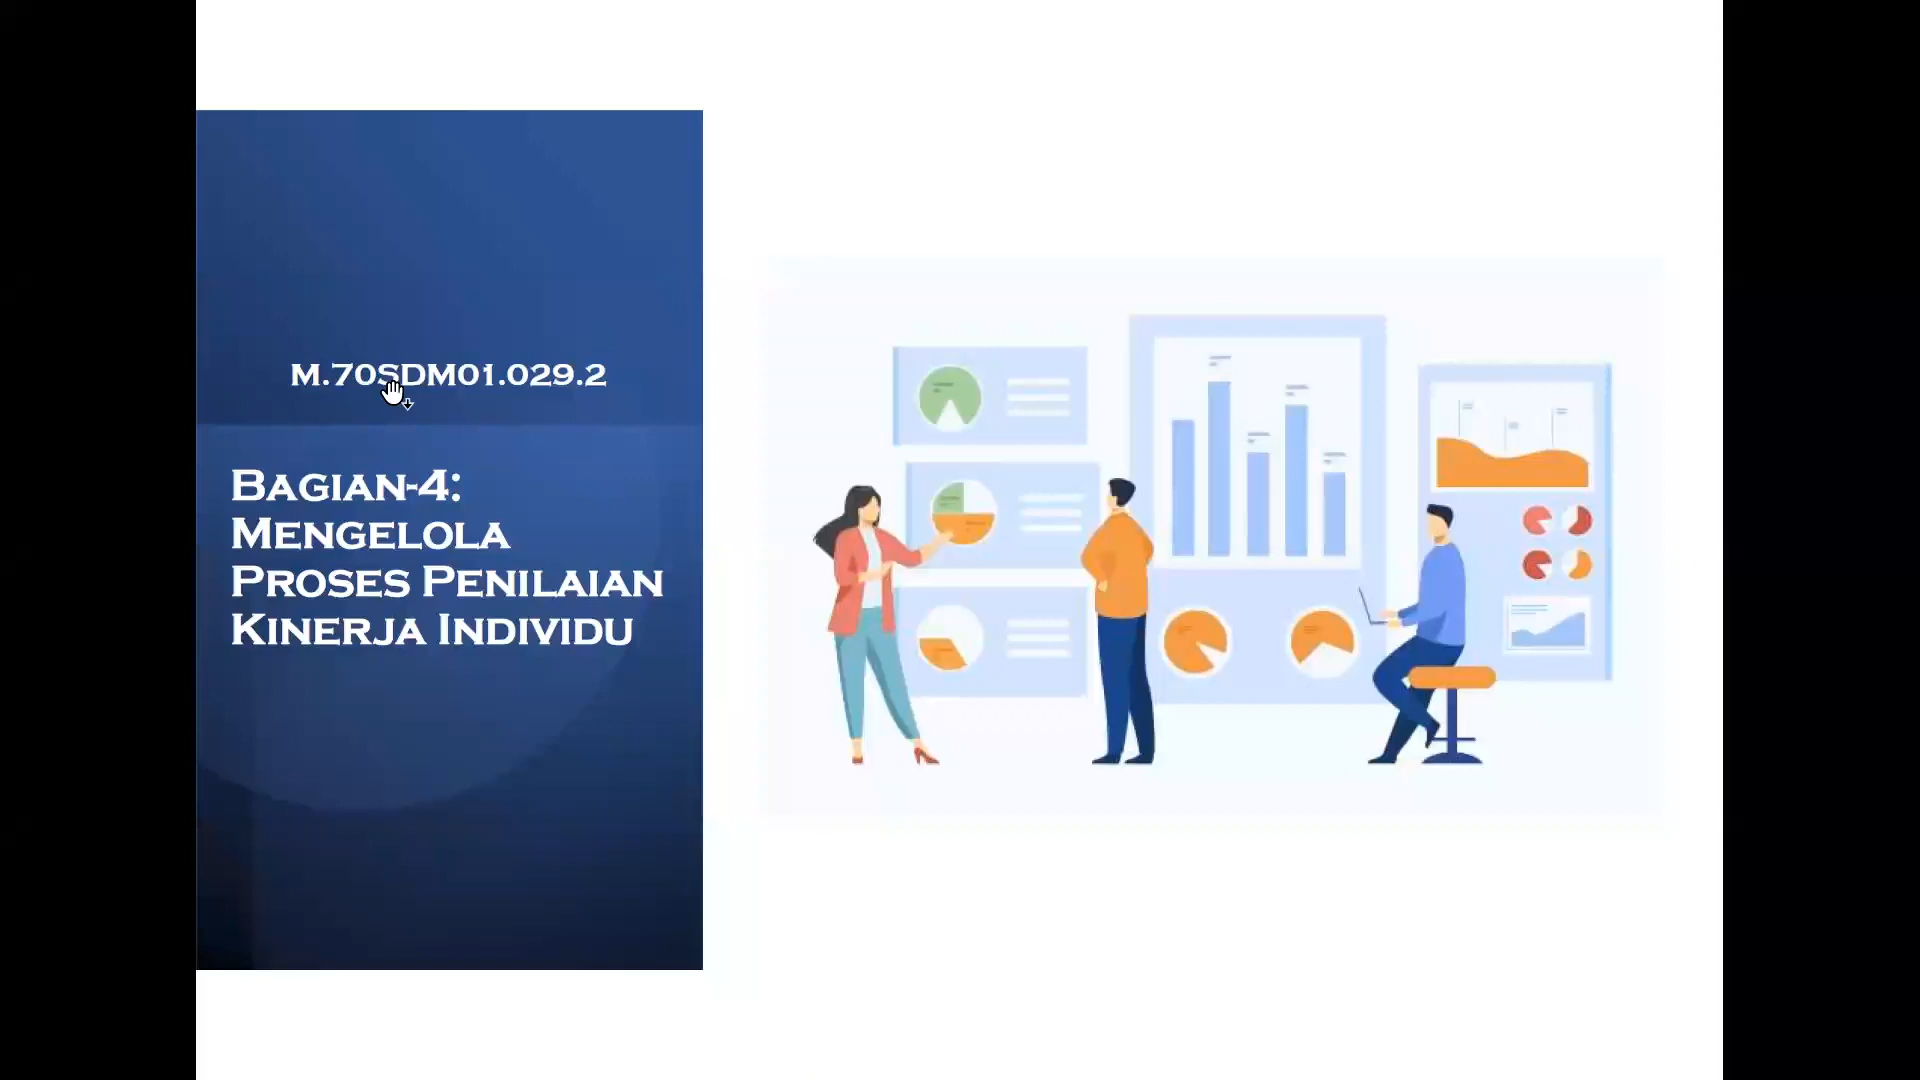 M.70SDM01.029.2
Bagian-4:
Mengelola
Proses Penilaian
Kinerja Individu